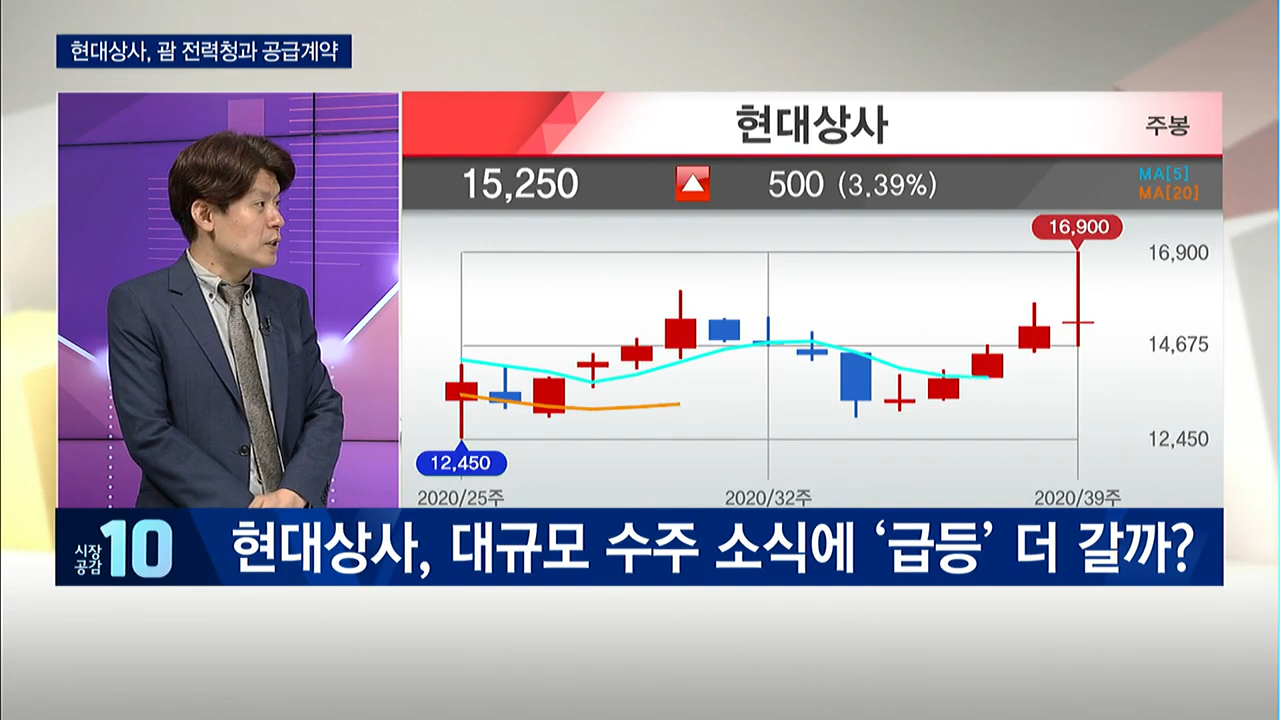 현대상사, 괌 전력청과 공급계약
현대상사
주봉
15,250 500 (3.39%)
MA[5]
MA[20]
16,900
16,900
14,675
12,450
12,450
2020/25주 2020/32주 2020/39주
시장공감 10
현대상사, 대규모 수주 소식에 ‘급등’ 더 갈까?